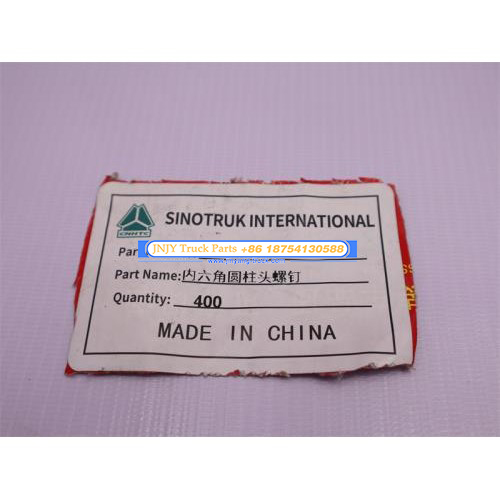 SINOTRUK INTERNATIONAL
CNHTC
Par
JNJY Truck Parts +86 18754130588
Part Name: 内六角圆柱头螺钉
Quantity: 400
MADE IN CHINA